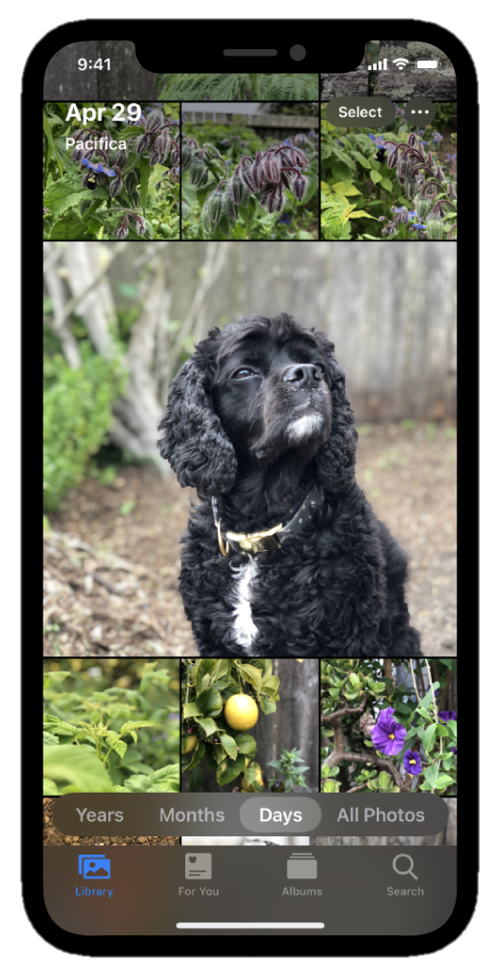 9:41
Apr 29
Select
Pacifica
Years Months Days All Photos
Library For You Albums Search